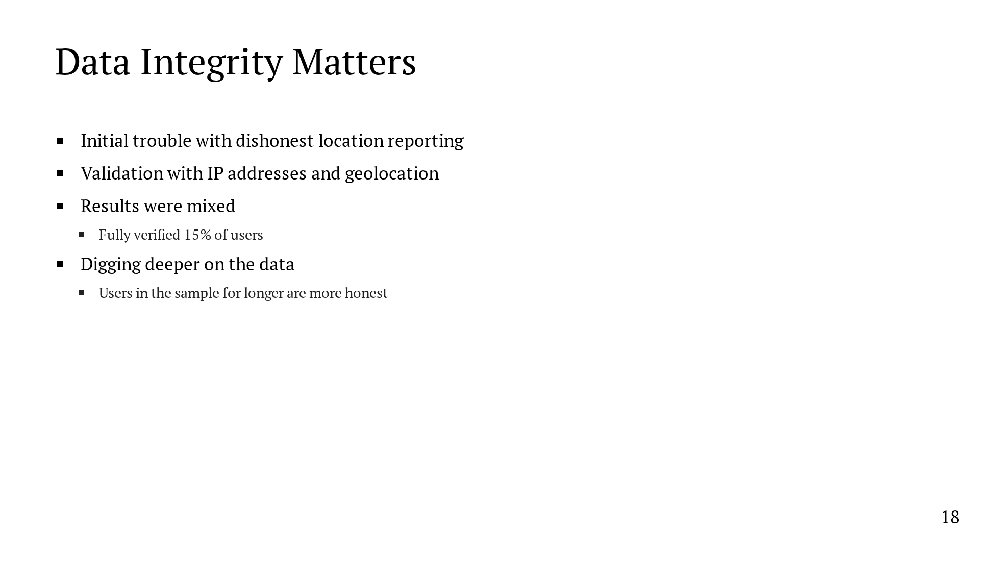 Data Integrity Matters
Initial trouble with dishonest location reporting
Validation with IP addresses and geolocation
Results were mixed
Fully verified 15% of users
Digging deeper on the data
Users in the sample for longer are more honest
18